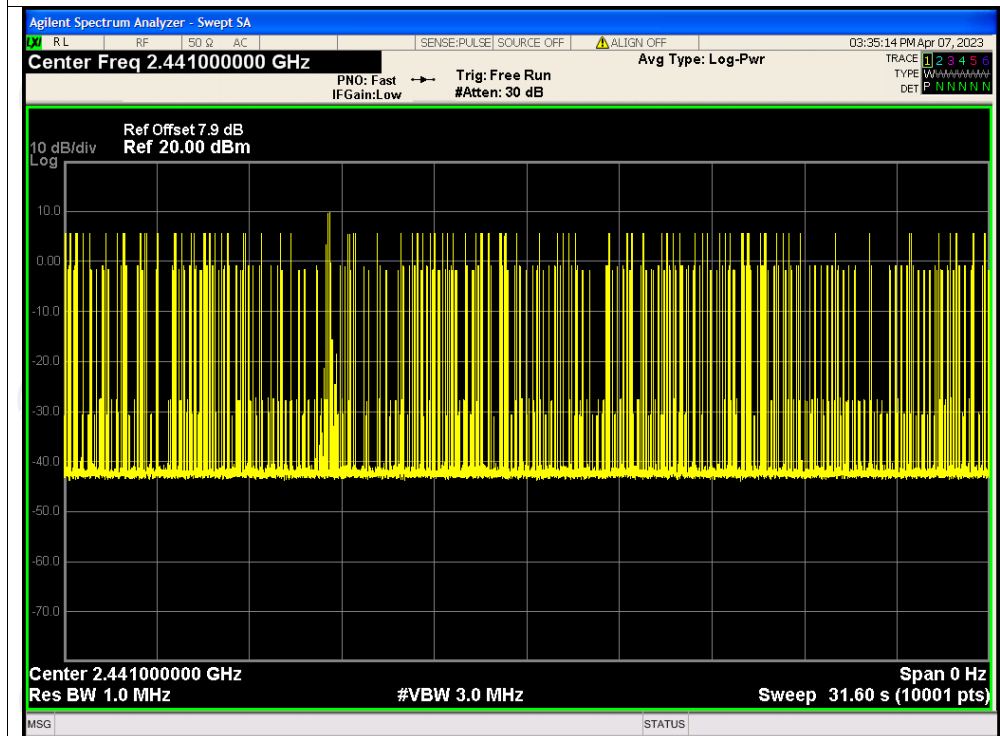 Agilent Spectrum Analyzer - Swept SA
LXI RL RF 50 Ω AC SENSE:PULSE SOURCE OFF ALIGN OFF 03:35:14 PM Apr 07, 2023
Center Freq 2.441000000 GHz Avg Type: Log-Pwr TRACE 1 2 3 4 5 6
PNO: Fast Trig: Free Run TYPE W
IFGain:Low #Atten: 30 dB DET P N N N N N
Ref Offset 7.9 dB
10 dB/div Ref 20.00 dBm
Log
10.0
0.00
-10.0
-20.0
-30.0
-40.0
-50.0
-60.0
-70.0
Center 2.441000000 GHz Span 0 Hz
Res BW 1.0 MHz #VBW 3.0 MHz Sweep 31.60 s (10001 pts)
MSG STATUS